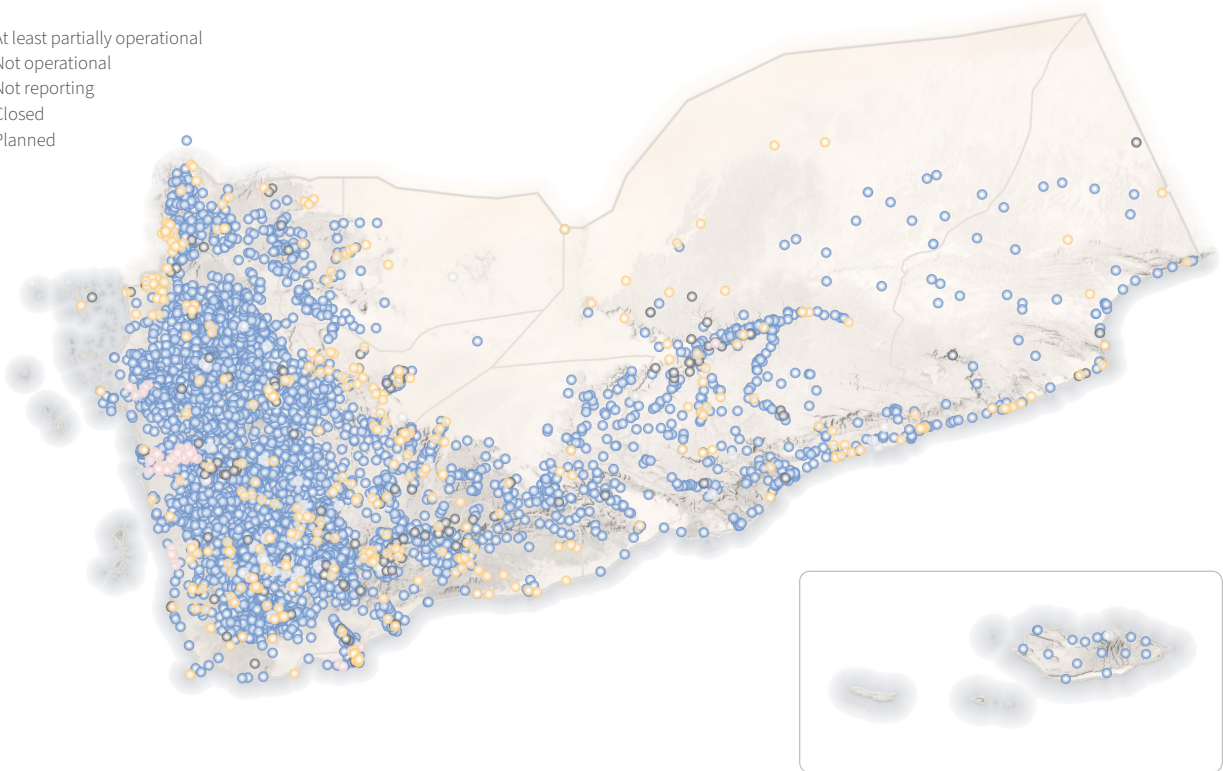 At least partially operational
Not operational
Not reporting
Closed
Planned